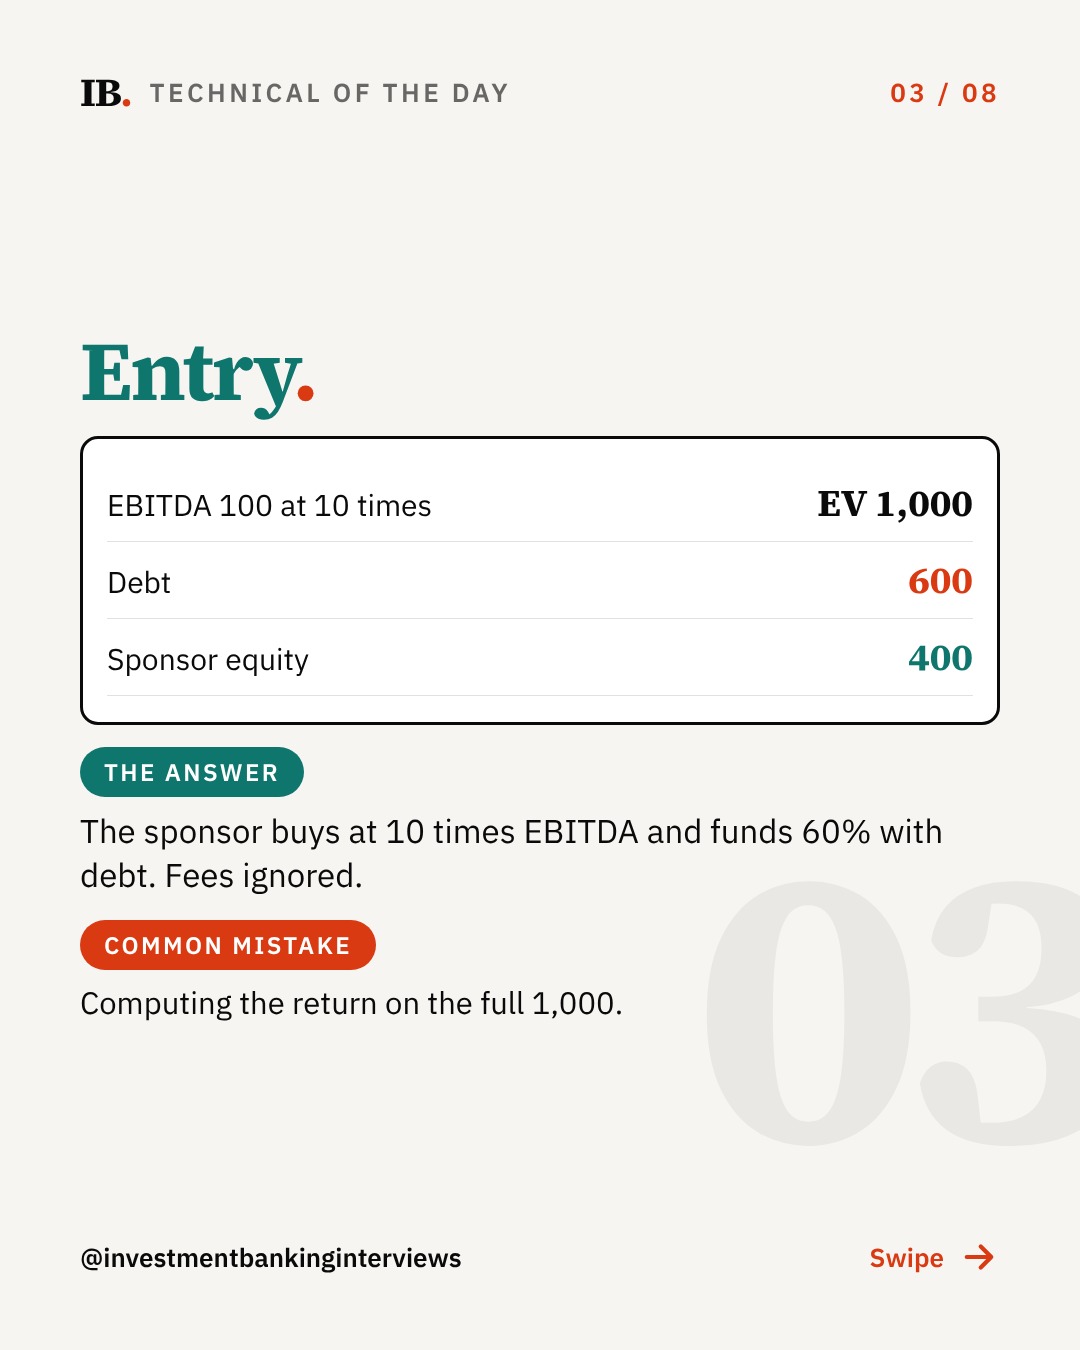 IB. TECHNICAL OF THE DAY
03 / 08
Entry.
EBITDA 100 at 10 times EV 1,000
Debt 600
Sponsor equity 400
THE ANSWER
The sponsor buys at 10 times EBITDA and funds 60% with
debt. Fees ignored.
COMMON MISTAKE
Computing the return on the full 1,000.
03
@investmentbankinginterviews
Swipe →